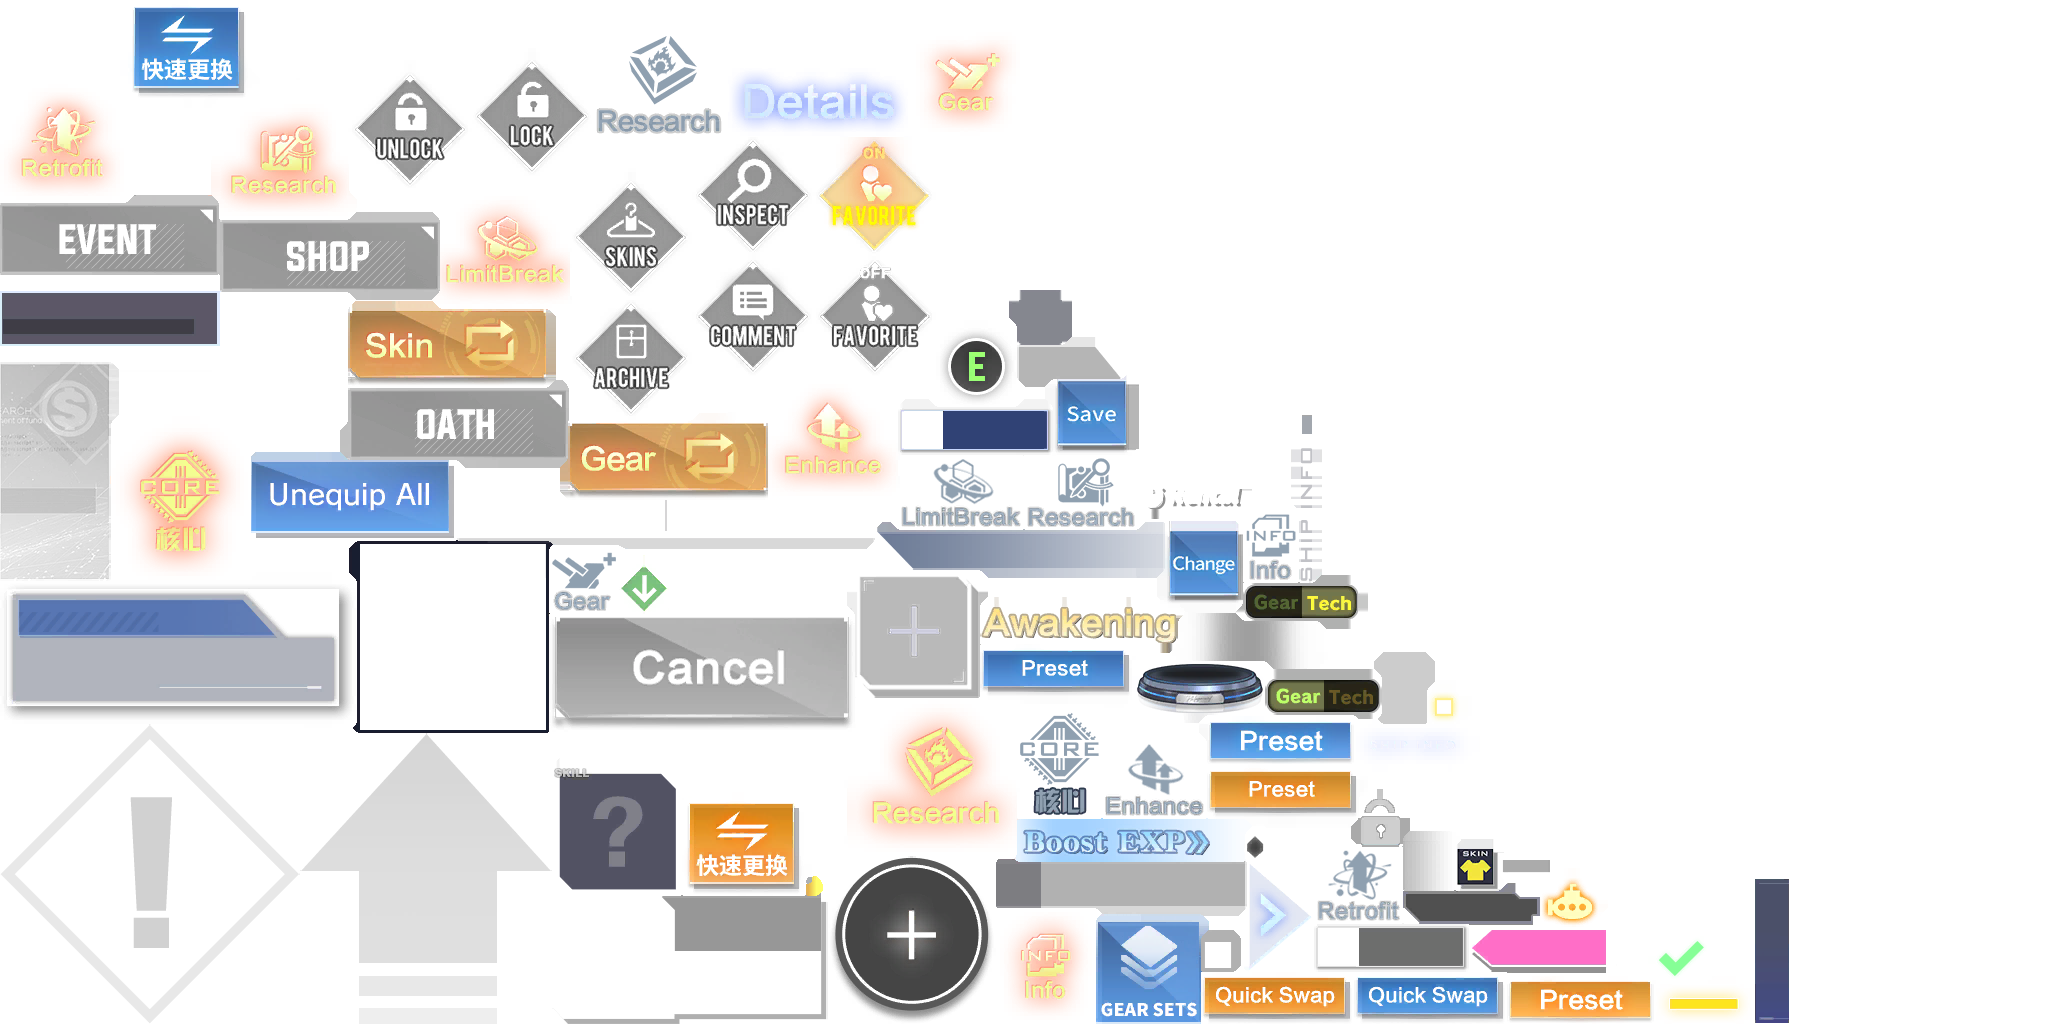 快速更换
Retrofit
Research
UNLOCK
LOCK
Research
Details
Gear
EVENT
SHOP
LimitBreak
SKINS
INSPECT
ON
FAVORITE
Skin
ARCHIVE
COMMENT
OFF
FAVORITE
E
Save
OATH
Gear
Enhance
CORE
核心
Unequip All
LimitBreak
Research
SHIP INFO
Change
INFO
Info
Gear
Gear Tech
Cancel
Awakening
Preset
Gear Tech
Research
CORE
核心
Enhance
Preset
Preset
SKILL
?
快速更换
Boost EXP
SKIN
Retrofit
!
INFO
Info
GEAR SETS
Quick Swap
Quick Swap
Preset